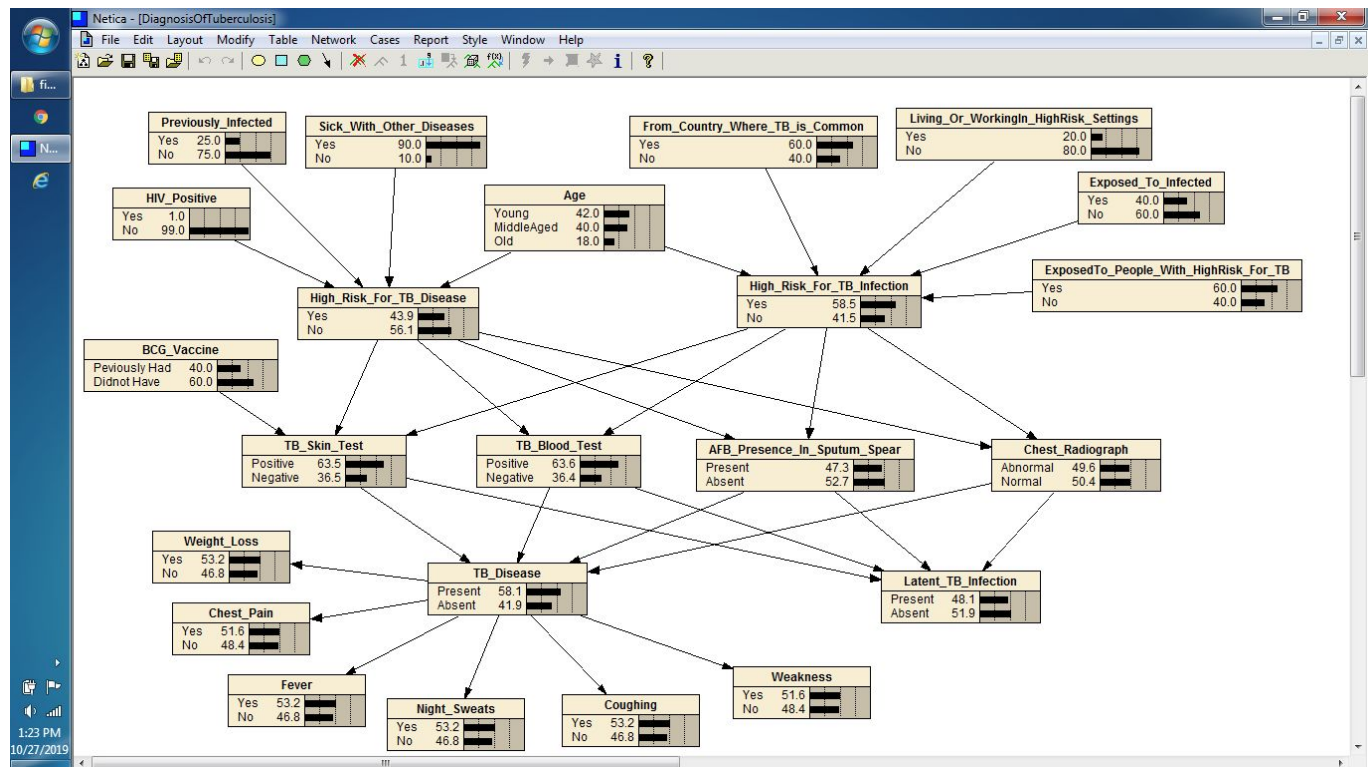 Netica - [DiagnosisOfTuberculosis]
File Edit Layout Modify Table Network Cases Report Style Window Help
fi...
N...
Previously_Infected
Yes 25.0
No 75.0
Sick_With_Other_Diseases
Yes 90.0
No 10.0
From_Country_Where_TB_is_Common
Yes 60.0
No 40.0
Living_Or_WorkingIn_HighRisk_Settings
Yes 20.0
No 80.0
HIV_Positive
Yes 1.0
No 99.0
Age
Young 42.0
MiddleAged 40.0
Old 18.0
Exposed_To_Infected
Yes 40.0
No 60.0
High_Risk_For_TB_Disease
Yes 43.9
No 56.1
High_Risk_For_TB_Infection
Yes 58.5
No 41.5
ExposedTo_People_With_HighRisk_For_TB
Yes 60.0
No 40.0
BCG_Vaccine
Peviously Had 40.0
Didnot Have 60.0
TB_Skin_Test
Positive 63.5
Negative 36.5
TB_Blood_Test
Positive 63.6
Negative 36.4
AFB_Presence_In_Sputum_Spear
Present 47.3
Absent 52.7
Chest_Radiograph
Abnormal 49.6
Normal 50.4
Weight_Loss
Yes 53.2
No 46.8
TB_Disease
Present 58.1
Absent 41.9
Latent_TB_Infection
Present 48.1
Absent 51.9
Chest_Pain
Yes 51.6
No 48.4
Fever
Yes 53.2
No 46.8
Night_Sweats
Yes 53.2
No 46.8
Coughing
Yes 53.2
No 46.8
Weakness
Yes 51.6
No 48.4
1:23 PM
10/27/2019